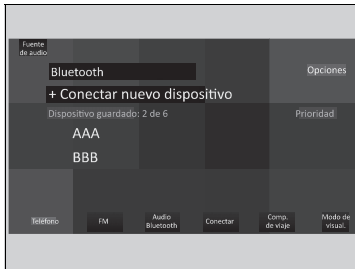 Fuente
de audio
Bluetooth
Opciones
+ Conectar nuevo dispositivo
Dispositivo guardado: 2 de 6
Prioridad
AAA
BBB
Teléfono
FM
Audio
Bluetooth
Conectar
Comp.
de viaje
Modo de
visual.